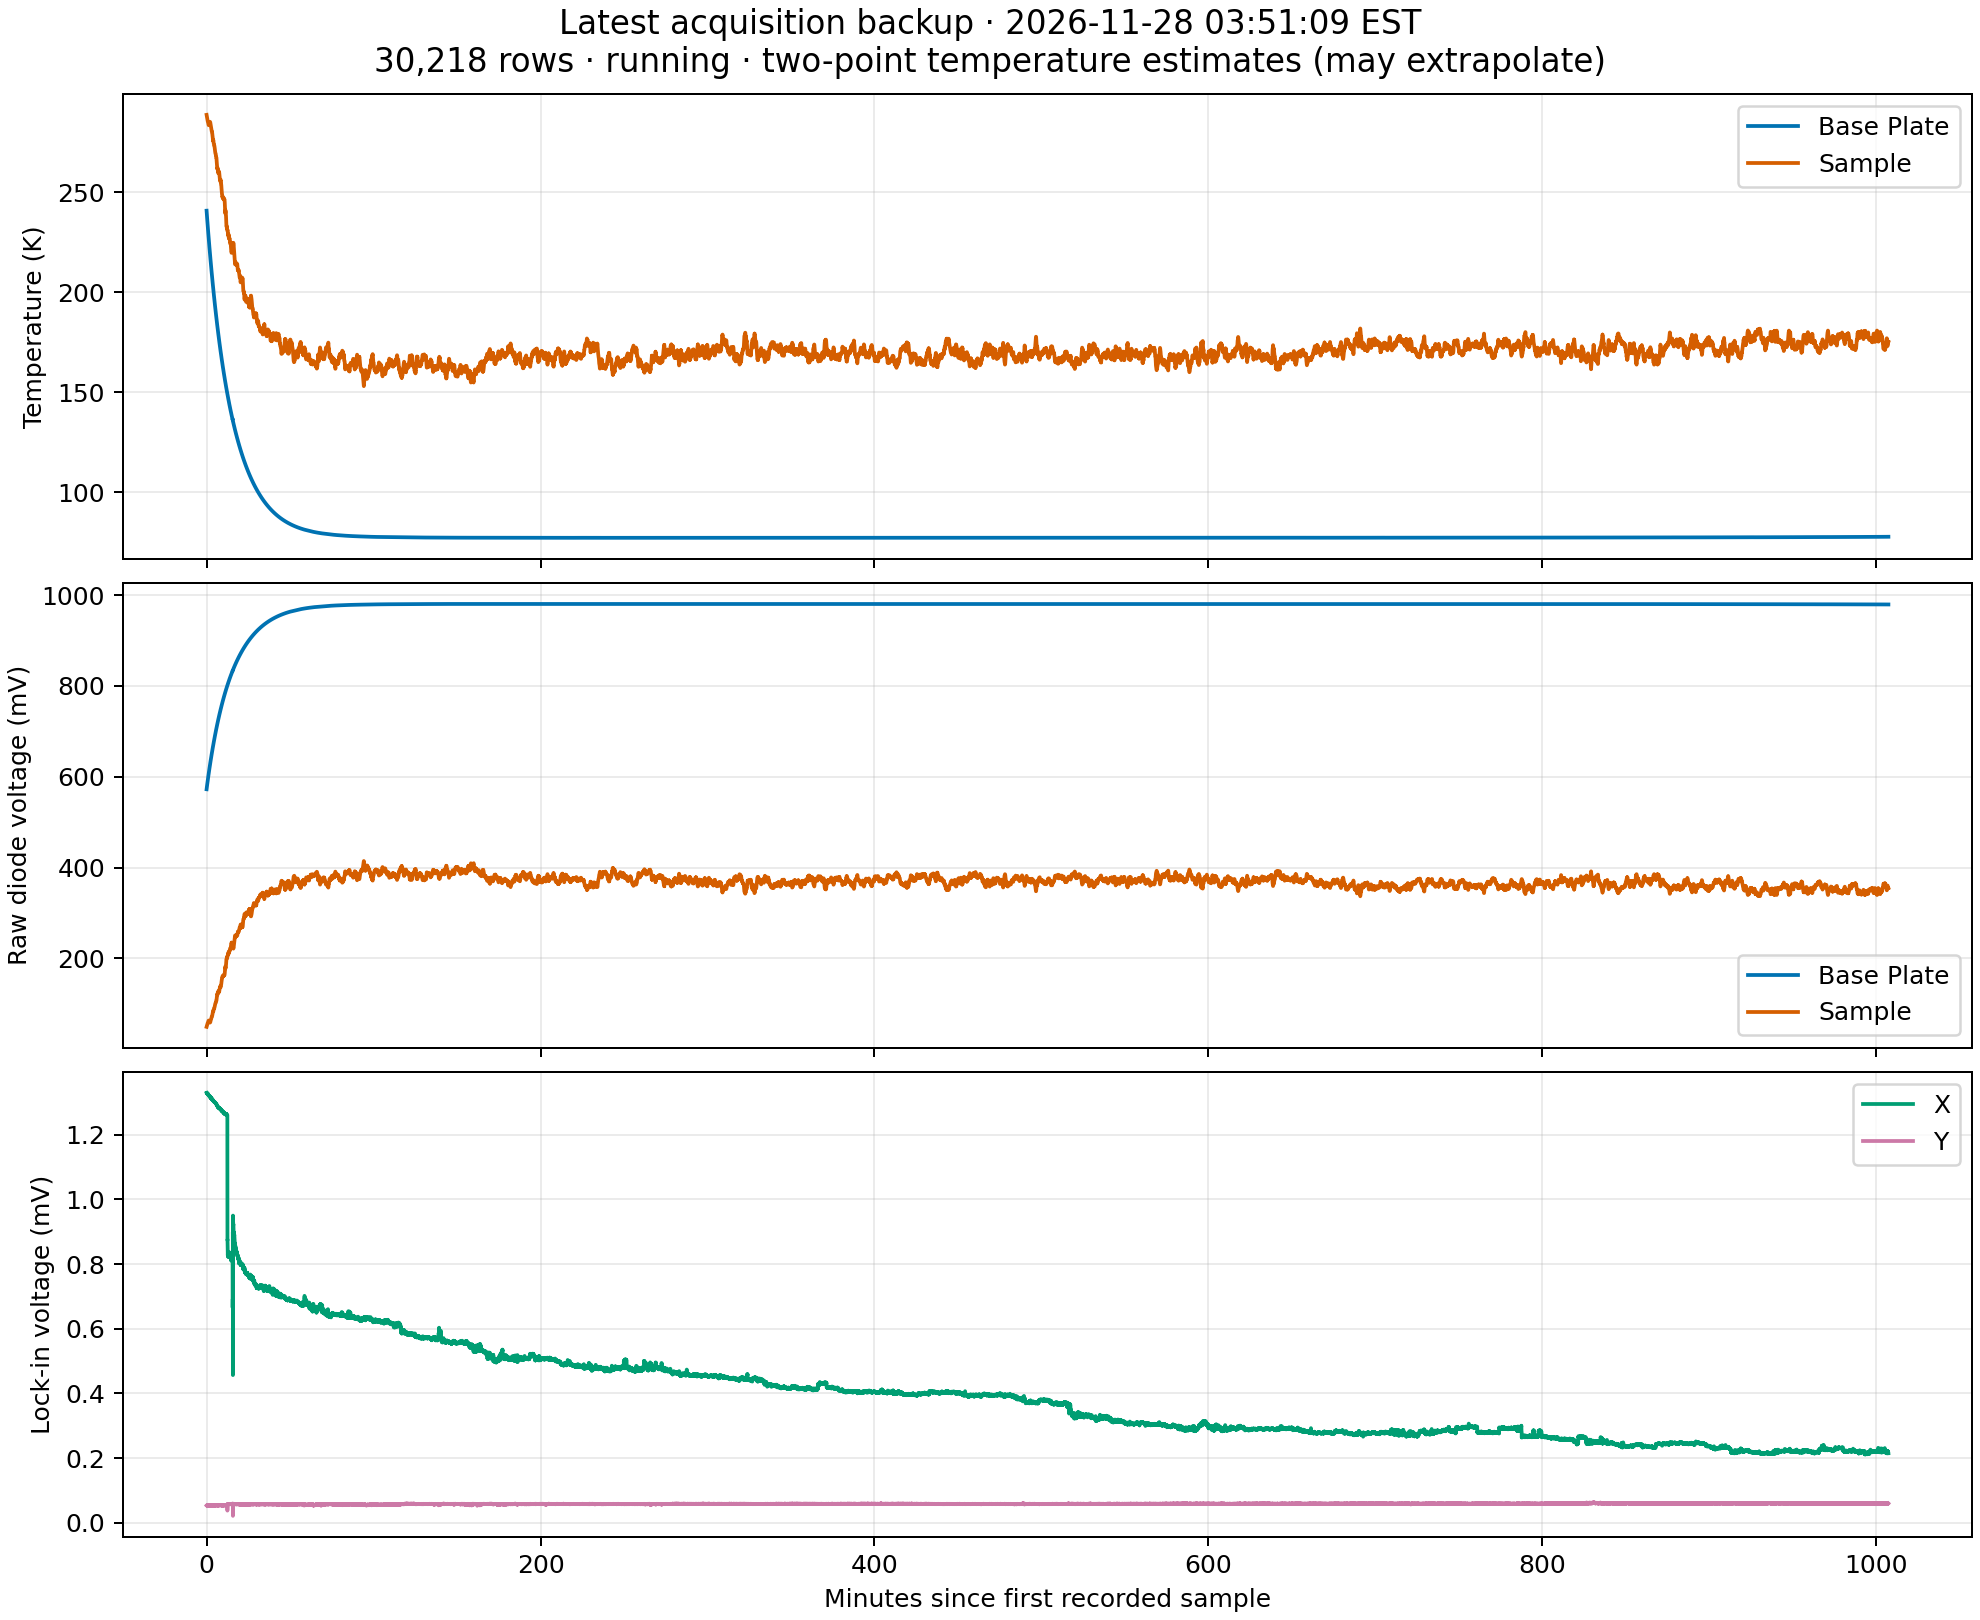 Latest acquisition backup · 2026-11-28 03:51:09 EST
30,218 rows · running · two-point temperature estimates (may extrapolate)
Temperature (K)
250
200
150
100
Base Plate
Sample
Raw diode voltage (mV)
1000
800
600
400
200
Base Plate
Sample
Lock-in voltage (mV)
1.2
1.0
0.8
0.6
0.4
0.2
0.0
X
Y
0
200
400
600
800
1000
Minutes since first recorded sample